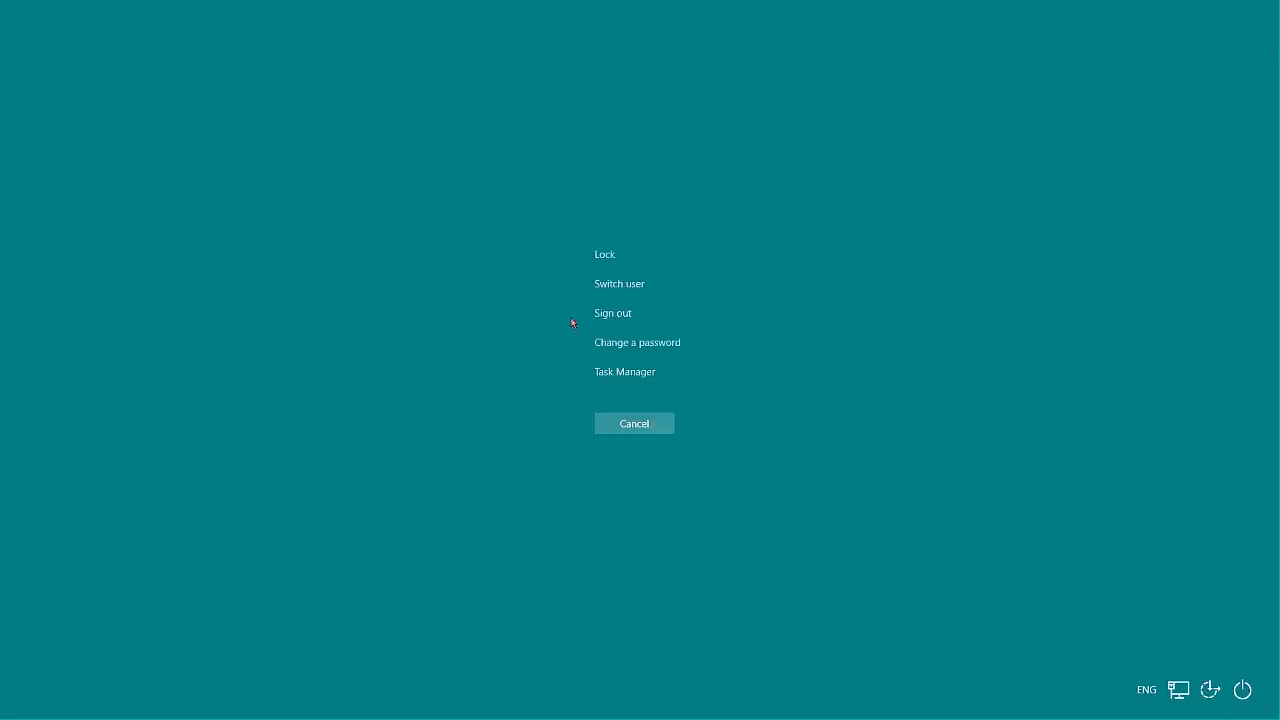 Lock
Switch user
Sign out
Change a password
Task Manager
Cancel
ENG